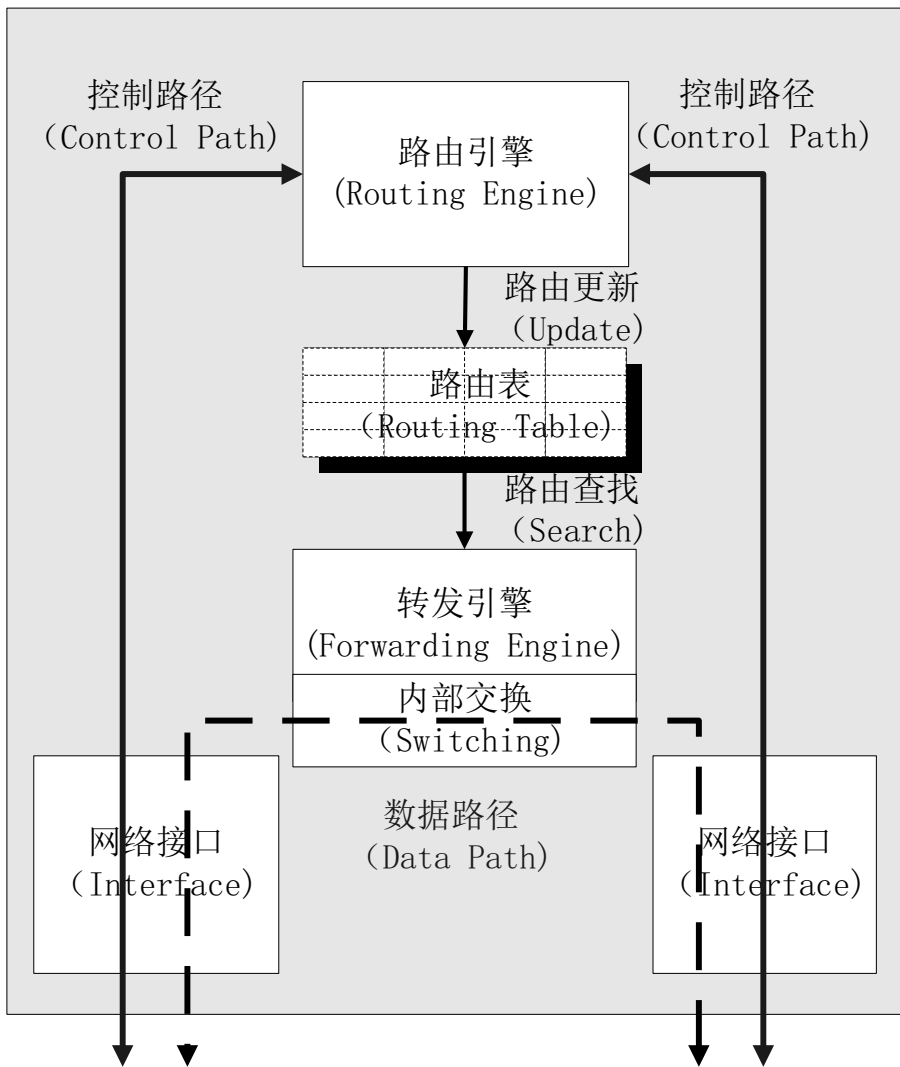 控制路径
（Control Path)
控制路径
（Control Path)
路由引擎
(Routing Engine)
路由更新
（Update)
路由表
（Routing Table)
路由查找
（Search)
转发引擎
(Forwarding Engine)
内部交换
（Switching)
数据路径
（Data Path)
网络接口
（Interface)
网络接口
（Interface)